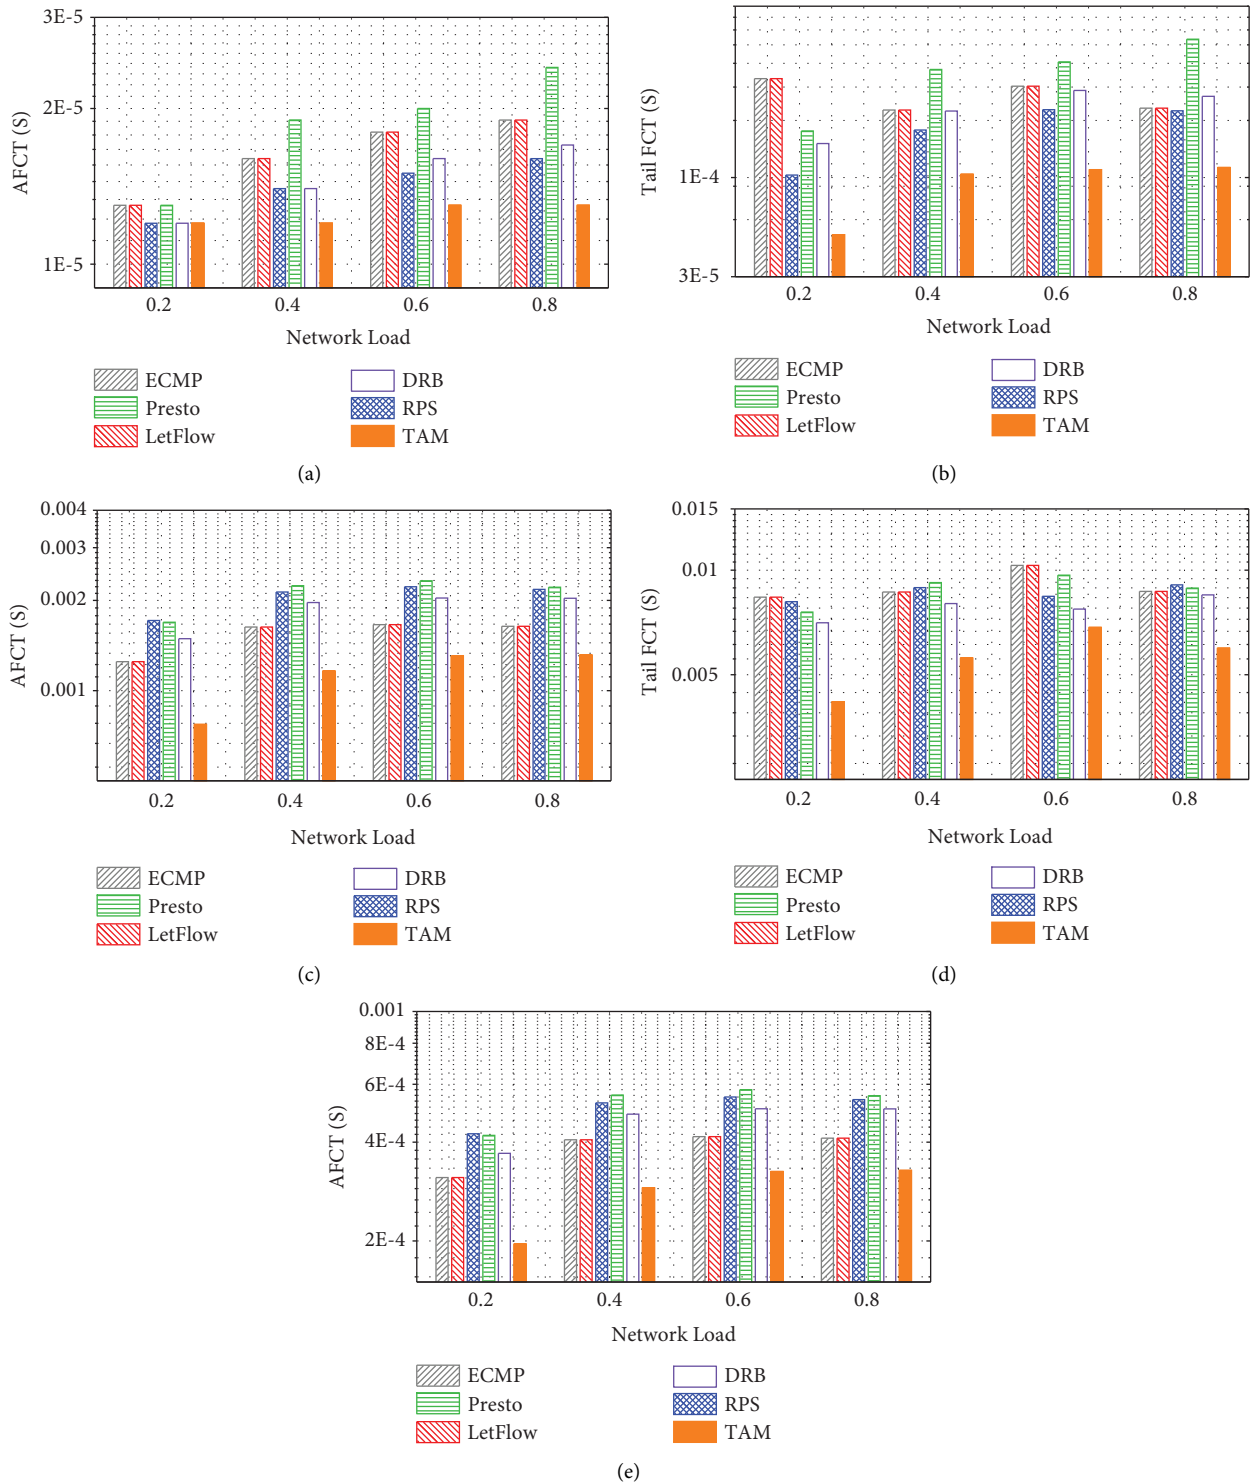 3E-5
2E-5
1E-5
AFCT (S)
0.2 0.4 0.6 0.8
Network Load
ECMP DRB
Presto RPS
LetFlow TAM
(a)
1E-4
3E-5
Tail FCT (S)
0.2 0.4 0.6 0.8
Network Load
ECMP DRB
Presto RPS
LetFlow TAM
(b)
0.004
0.003
0.002
0.001
AFCT (S)
0.2 0.4 0.6 0.8
Network Load
ECMP DRB
Presto RPS
LetFlow TAM
(c)
0.015
0.01
0.005
Tail FCT (S)
0.2 0.4 0.6 0.8
Network Load
ECMP DRB
Presto RPS
LetFlow TAM
(d)
0.001
8E-4
6E-4
4E-4
2E-4
AFCT (S)
0.2 0.4 0.6 0.8
Network Load
ECMP DRB
Presto RPS
LetFlow TAM
(e)